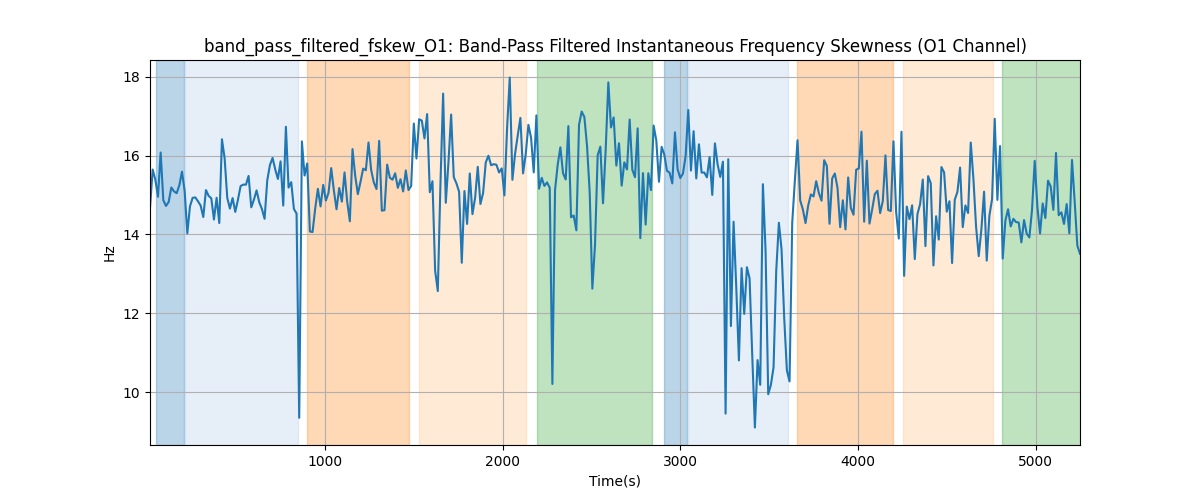 band_pass_filtered_fskew_O1: Band-Pass Filtered Instantaneous Frequency Skewness (O1 Channel)
18
16
14
12
10
Hz
1000 2000 3000 4000 5000
Time(s)